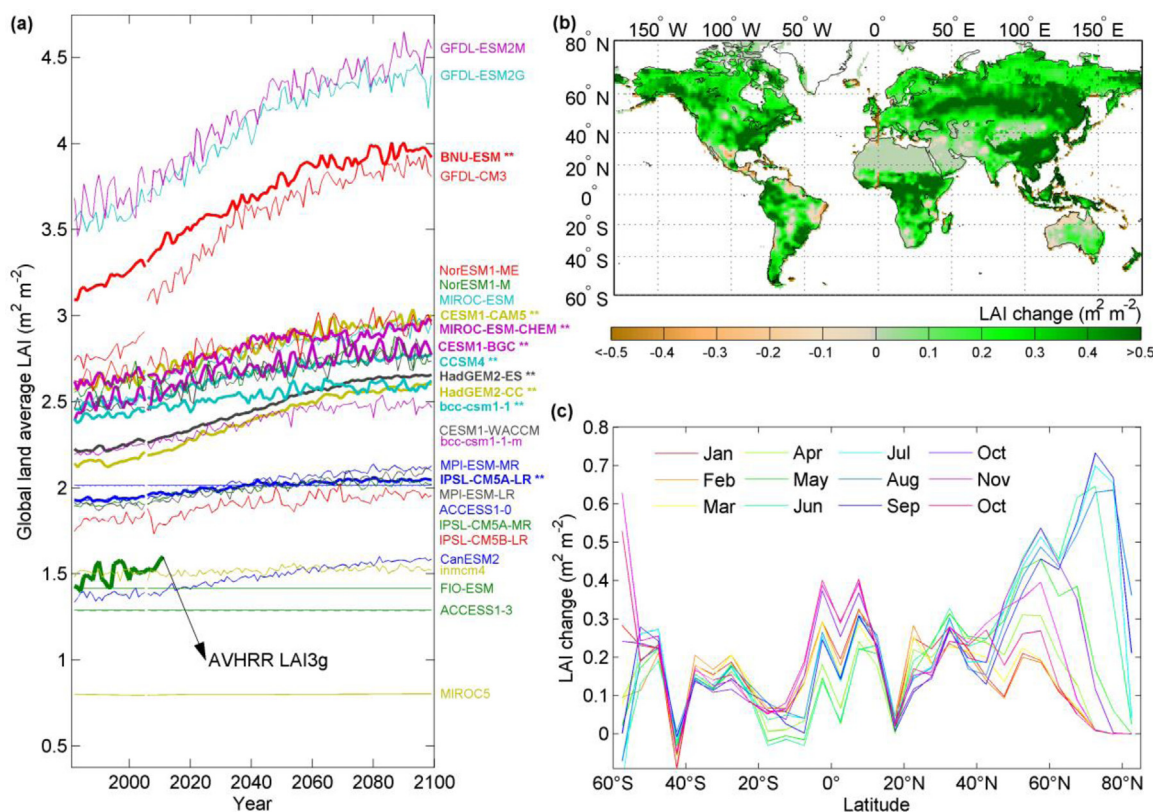 (a)
4.5
4
3.5
3
2.5
2
1.5
1
0.5
Global land average LAI (m² m⁻²)
2000 2020 2040 2060 2080 2100
Year
GFDL-ESM2M
GFDL-ESM2G
BNU-ESM **
GFDL-CM3
NorESM1-ME
NorESM1-M
MIROC-ESM
CESM1-CAM5 **
MIROC-ESM-CHEM **
CESM1-BGC **
CCSM4 **
HadGEM2-ES **
HadGEM2-CC **
bcc-csm1-1 **
CESM1-WACCM
bcc-csm1-1-m
MPI-ESM-MR
IPSL-CM5A-LR **
MPI-ESM-LR
ACCESS1-0
IPSL-CM5A-MR
IPSL-CM5B-LR
CanESM2
inmcm4
FIO-ESM
ACCESS1-3
MIROC5
AVHRR LAI3g
(b)
150° W 100° W 50° W 0° 50° E 100° E 150° E
80° N
60° N
40° N
20° N
0°
20° S
40° S
60° S
LAI change (m² m⁻²)
<-0.5 -0.4 -0.3 -0.2 -0.1 0 0.1 0.2 0.3 0.4 >0.5
(c)
0.8
0.7
0.6
0.5
0.4
0.3
0.2
0.1
0
LAI change (m² m⁻²)
Jan Apr Jul Oct
Feb May Aug Nov
Mar Jun Sep Oct
60°S 40°S 20°S 0° 20°N 40°N 60°N 80°N
Latitude